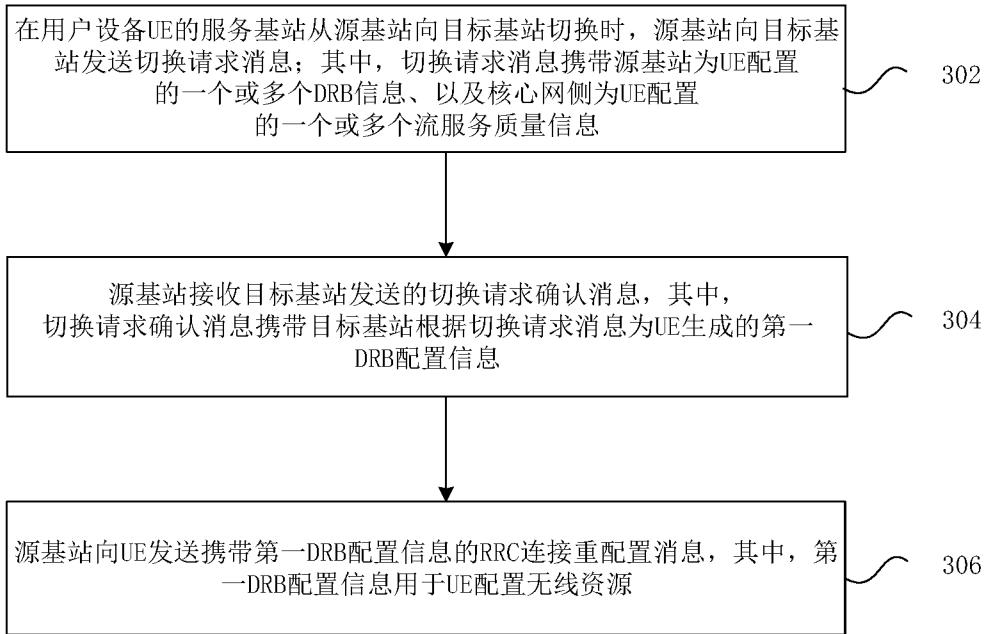 在用户设备UE的服务基站从源基站向目标基站切换时，源基站向目标基
站发送切换请求消息；其中，切换请求消息携带源基站为UE配置
的一个或多个DRB信息、以及核心网侧为UE配置
的一个或多个流服务质量信息
302
源基站接收目标基站发送的切换请求确认消息，其中，
切换请求确认消息携带目标基站根据切换请求消息为UE生成的第一
DRB配置信息
304
源基站向UE发送携带第一DRB配置信息的RRC连接重配置消息，其中，第
一DRB配置信息用于UE配置无线资源
306